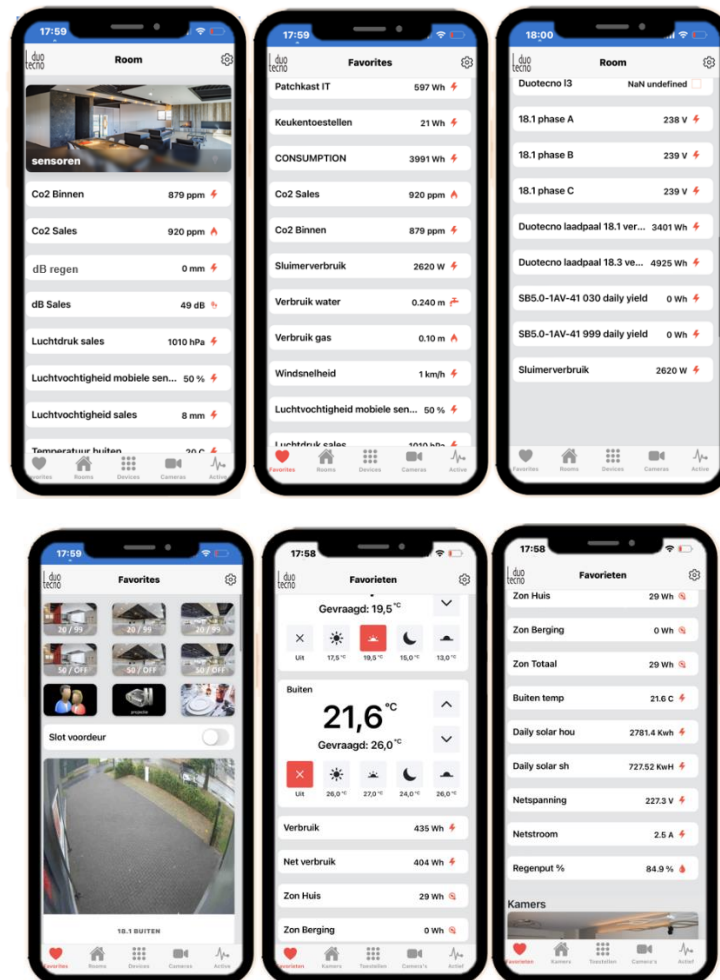 17:59
duo
tecno
Room
sensoren
Co2 Binnen 879 ppm
Co2 Sales 920 ppm
dB regen 0 mm
dB Sales 49 dB
Luchtdruk sales 1010 hPa
Luchtvochtigheid mobiele sen... 50 %
Luchtvochtigheid sales 8 mm
Temperatuur buiten 20 C
Favorites Rooms Devices Cameras Active
17:59
duo
tecno
Favorites
Patchkast IT 597 Wh
Keukentoestellen 21 Wh
CONSUMPTION 3991 Wh
Co2 Sales 920 ppm
Co2 Binnen 879 ppm
Sluimerverbruik 2620 W
Verbruik water 0.240 m
Verbruik gas 0.10 m
Windsnelheid 1 km/h
Luchtvochtigheid mobiele sen... 50 %
Luchtdruk sales 1010 hPa
Favorites Rooms Devices Cameras Active
18:00
duo
tecno
Room
Duotecno l3 NaN undefined
18.1 phase A 238 V
18.1 phase B 239 V
18.1 phase C 239 V
Duotecno laadpaal 18.1 ver... 3401 Wh
Duotecno laadpaal 18.3 ve... 4925 Wh
SB5.0-1AV-41 030 daily yield 0 Wh
SB5.0-1AV-41 999 daily yield 0 Wh
Sluimerverbruik 2620 W
Favorites Rooms Devices Cameras Active
17:59
duo
tecno
Favorites
20 / 99 20 / 99 20 / 99
50 / OFF 50 / OFF 50 / OFF
Slot voordeur
18.1 BUITEN
Favorites Rooms Devices Cameras Active
17:58
duo
tecno
Favorieten
Gevraagd: 19,5 °C
Uit 17,5 °C 19,5 °C 15,0 °C 13,0 °C
Buiten
21,6 °C
Gevraagd: 26,0 °C
Uit 26,0 °C 27,0 °C 24,0 °C 26,0 °C
Verbruik 435 Wh
Net verbruik 404 Wh
Zon Huis 29 Wh
Zon Berging 0 Wh
Favorieten Kamers Toestellen Camera's Actief
17:58
duo
tecno
Favorieten
Zon Huis 29 Wh
Zon Berging 0 Wh
Zon Totaal 29 Wh
Buiten temp 21.6 C
Daily solar hou 2781.4 Kwh
Daily solar sh 727.52 KwH
Netspanning 227.3 V
Netstroom 2.5 A
Regenput % 84.9 %
Kamers
Favorieten Kamers Toestellen Camera's Actief